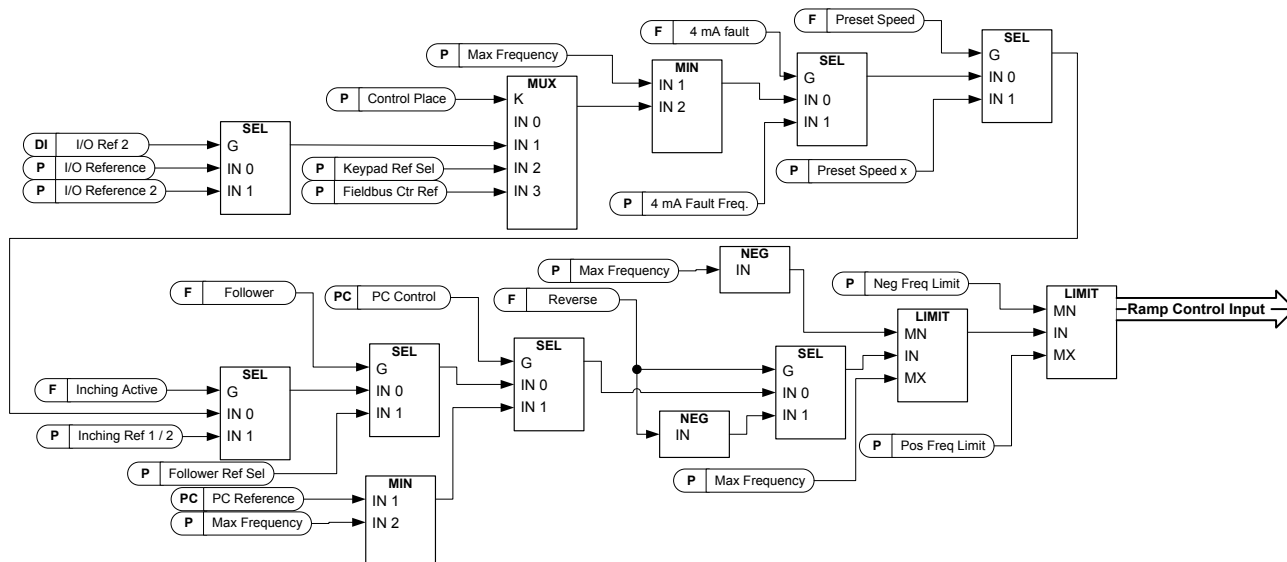 F Preset Speed
SEL
G
IN 0
IN 1
F 4 mA fault
SEL
G
IN 0
IN 1
P Max Frequency
MIN
IN 1
IN 2
MUX
K
IN 0
IN 1
IN 2
IN 3
P Control Place
SEL
G
IN 0
IN 1
DI I/O Ref 2
P I/O Reference
P I/O Reference 2
P Keypad Ref Sel
P Fieldbus Ctr Ref
P Preset Speed x
P 4 mA Fault Freq.
NEG
IN
P Max Frequency
F Follower
PC PC Control
F Reverse
P Neg Freq Limit
LIMIT
MN
IN
MX
Ramp Control Input
LIMIT
MN
IN
MX
SEL
G
IN 0
IN 1
SEL
G
IN 0
IN 1
SEL
G
IN 0
IN 1
SEL
G
IN 0
IN 1
F Inching Active
P Inching Ref 1 / 2
NEG
IN
P Pos Freq Limit
P Follower Ref Sel
P Max Frequency
MIN
IN 1
IN 2
PC PC Reference
P Max Frequency